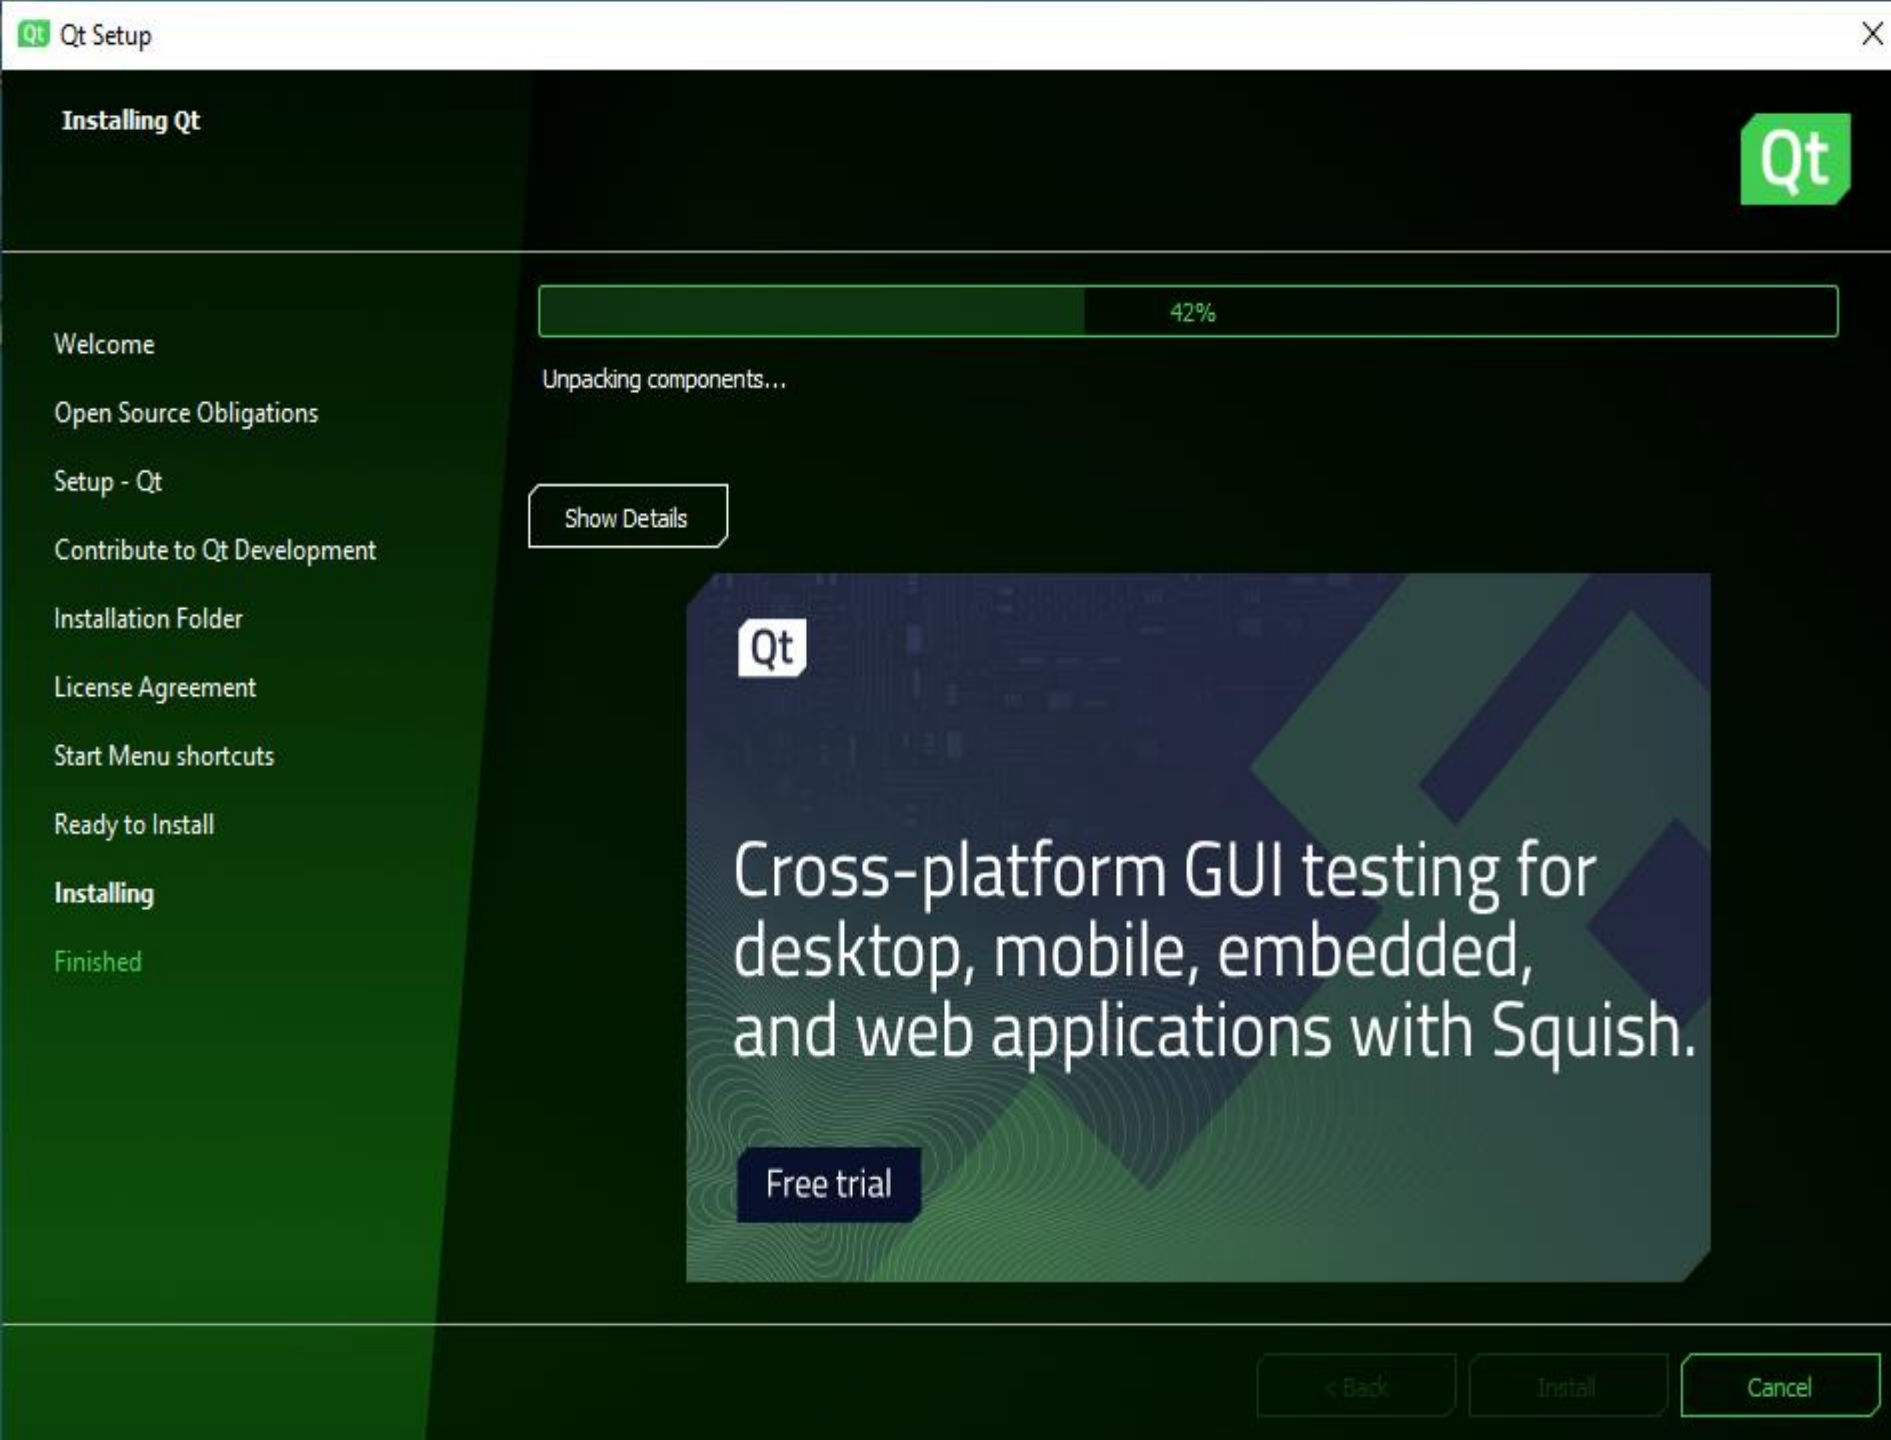 Qt Qt Setup
Installing Qt
Qt
42%
Unpacking components...
Show Details
Welcome
Open Source Obligations
Setup - Qt
Contribute to Qt Development
Installation Folder
License Agreement
Start Menu shortcuts
Ready to Install
Installing
Finished
Qt
Cross-platform GUI testing for
desktop, mobile, embedded,
and web applications with Squish.
Free trial
< Back Install Cancel